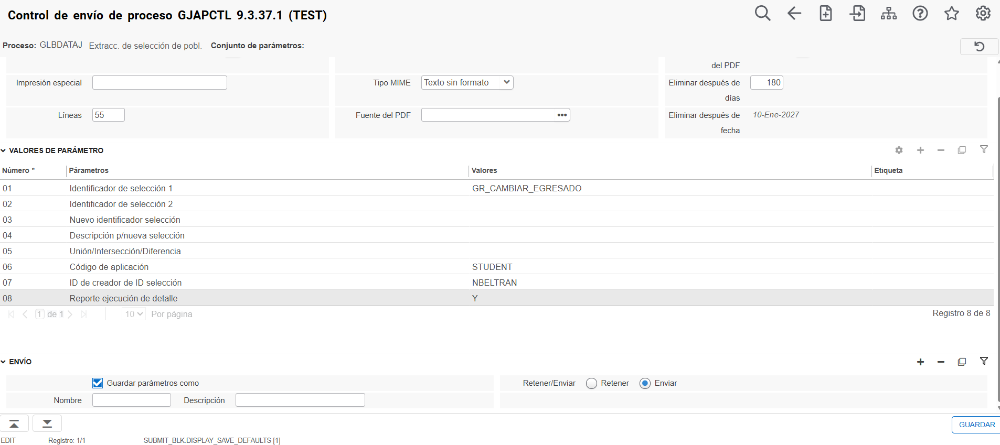 Control de envío de proceso GJAPCTL 9.3.37.1 (TEST)
Proceso: GLBDATAJ Extracc. de selección de pobl. Conjunto de parámetros:
del PDF
Impresión especial Tipo MIME Texto sin formato Eliminar después de 180
días
Líneas 55 Fuente del PDF ••• Eliminar después de 10-Ene-2027
fecha
VALORES DE PARÁMETRO
Número * Párametros Valores Etiqueta
01 Identificador de selección 1 GR_CAMBIAR_EGRESADO
02 Identificador de selección 2
03 Nuevo identificador selección
04 Descripción p/nueva selección
05 Unión/Intersección/Diferencia
06 Código de aplicación STUDENT
07 ID de creador de ID selección NBELTRAN
08 Reporte ejecución de detalle Y
1 de 1 10 Por página Registro 8 de 8
ENVÍO
Guardar parámetros como Retener/Enviar Retener Enviar
Nombre Descripción
GUARDAR
EDIT Registro: 1/1 SUBMIT_BLK.DISPLAY_SAVE_DEFAULTS [1]